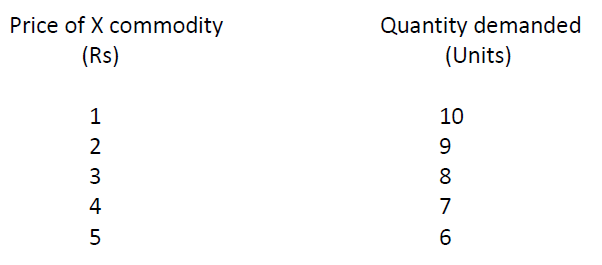 Price of X commodity Quantity demanded
(Rs) (Units)
1 10
2 9
3 8
4 7
5 6